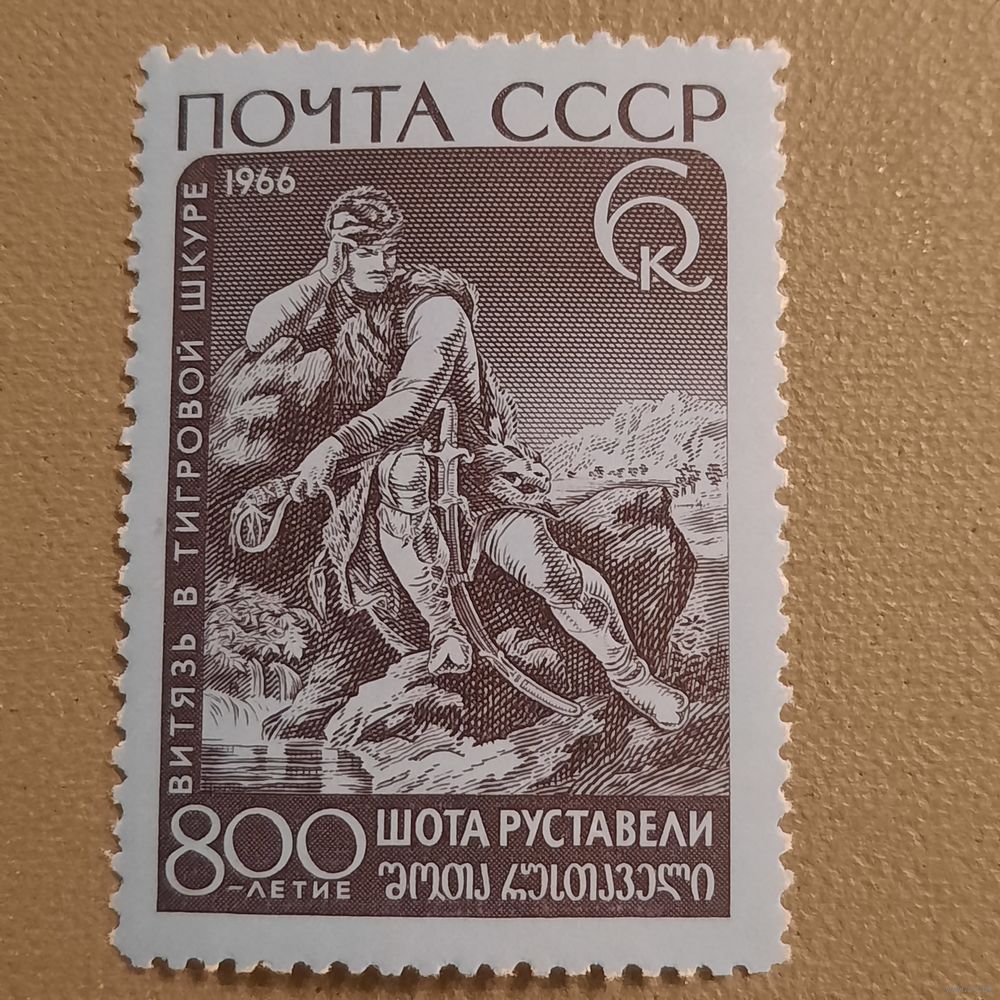 ПОЧТА СССР
1966
6 К
ВИТЯЗЬ В ТИГРОВОЙ ШКУРЕ
800
-ЛЕТИЕ
ШОТА РУСТАВЕЛИ
შოთა რუსთაველი